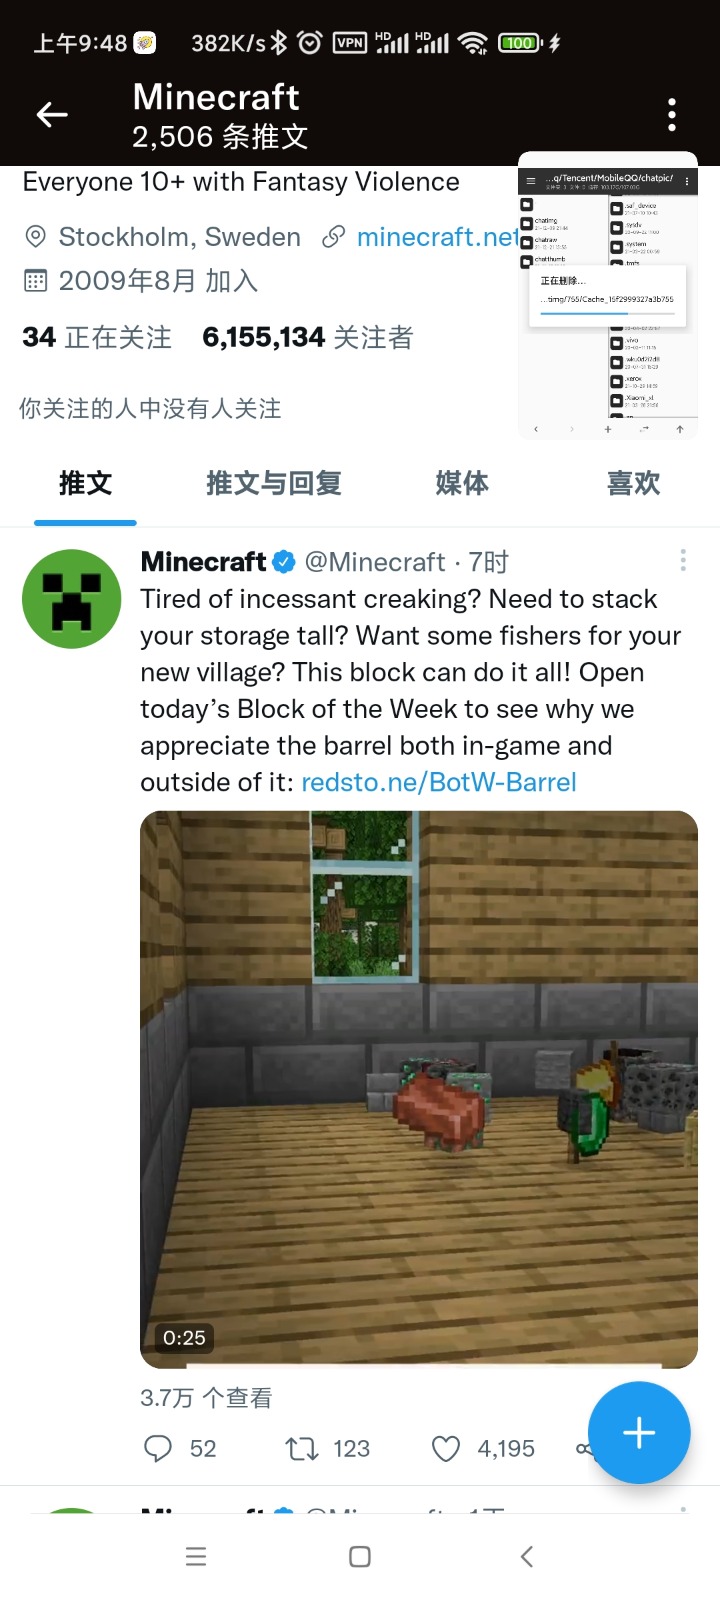 上午9:48 382K/s VPN HD HD 100
Minecraft
2,506 条推文
Everyone 10+ with Fantasy Violence
Stockholm, Sweden minecraft.net
2009年8月 加入
34 正在关注 6,155,134 关注者
你关注的人中没有人关注
...q/Tencent/MobileQQ/chatpic/
chatimg
chatraw
chatthumb
.saf_device
.sysdv
.system
.tmfs
正在删除...
...timg/755/Cache_15f2999327a3b755
.vivo
.xerox
.Xiaomi_xl
推文 推文与回复 媒体 喜欢
Minecraft @Minecraft · 7时
Tired of incessant creaking? Need to stack
your storage tall? Want some fishers for your
new village? This block can do it all! Open
today’s Block of the Week to see why we
appreciate the barrel both in-game and
outside of it: redsto.ne/BotW-Barrel
0:25
3.7万 个查看
52 123 4,195